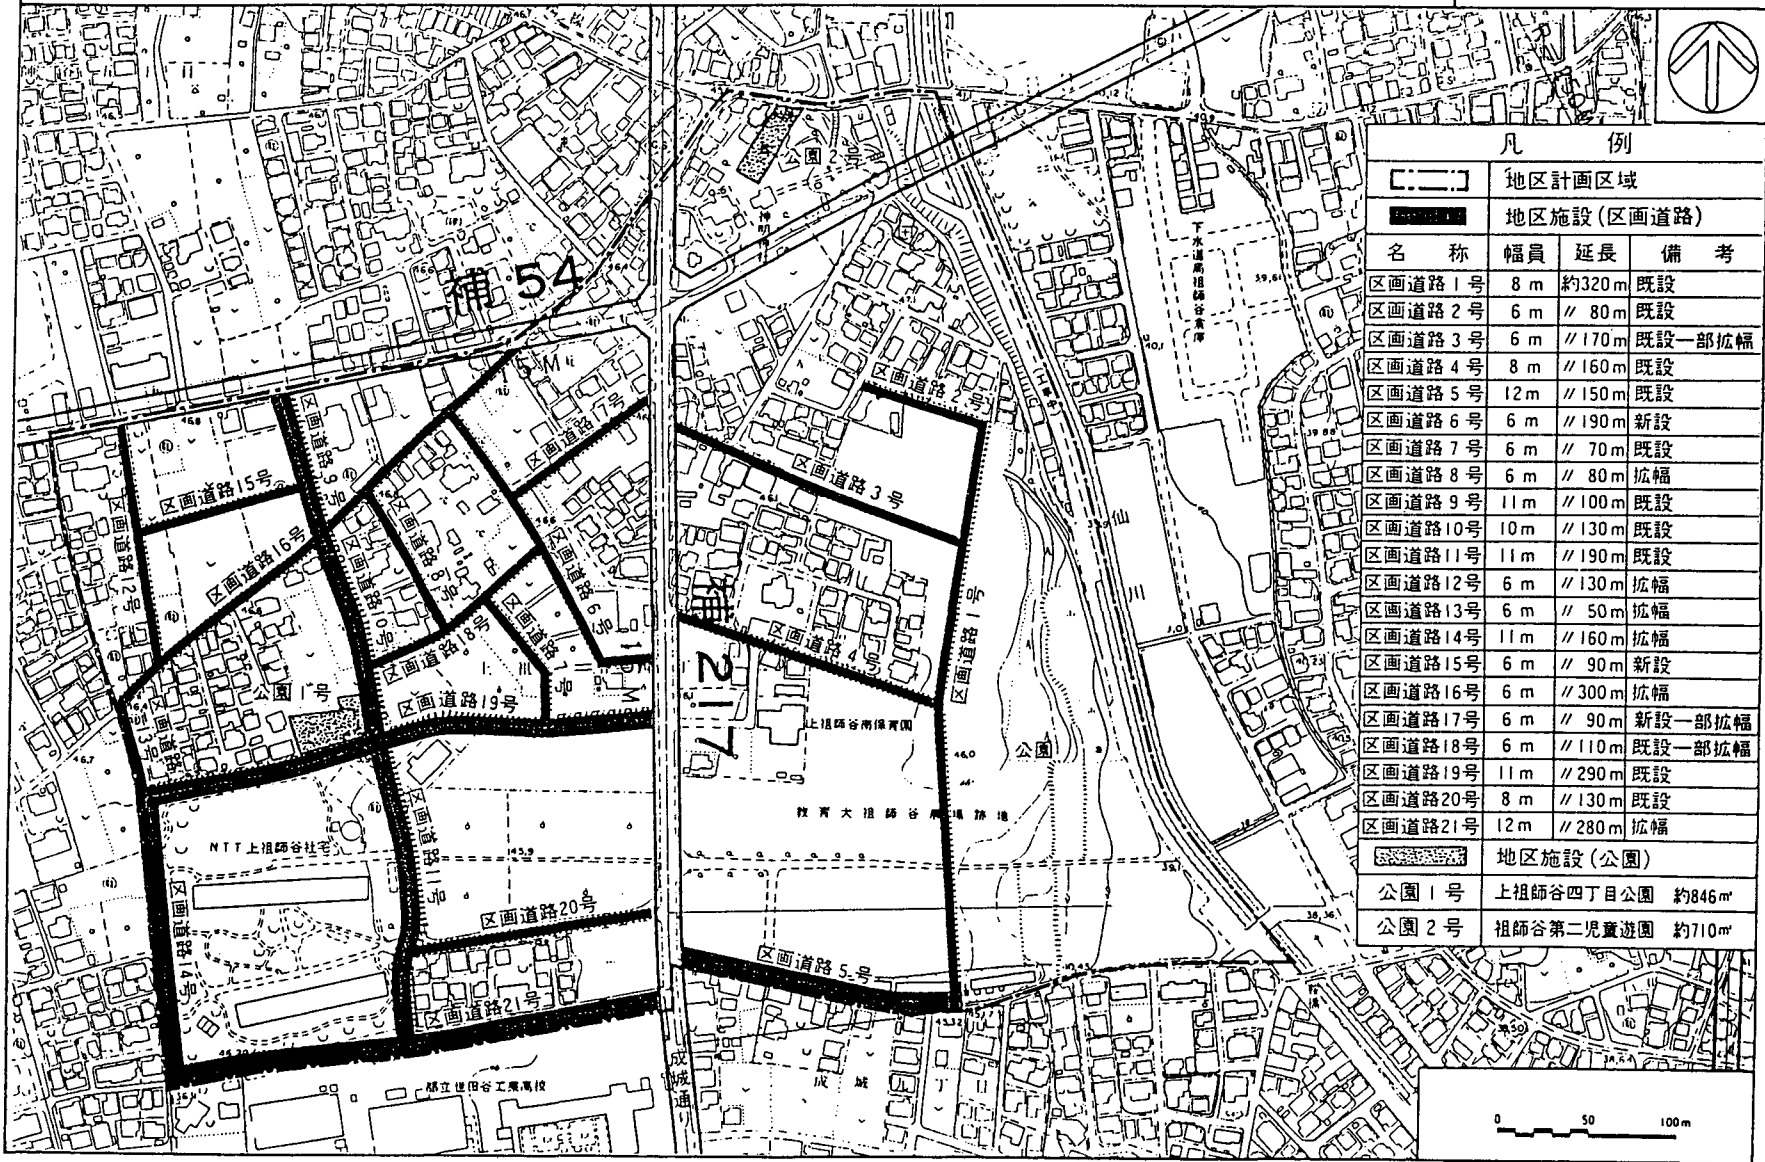 補54
5 M
10 M
補217
公園2号
神明橋
下水道局祖師谷倉庫
区画道路2号
区画道路17号
区画道路3号
区画道路9号
区画道路15号
区画道路12号
区画道路16号
区画道路8号
区画道路10号
区画道路6号
区画道路1号
区画道路4号
区画道路18号
区画道路7号
区画道路13号
公園1号
区画道路19号
区画道路1号
仙川
上祖師谷南保育園
公園
教育大祖師谷農場跡地
区画道路11号
NTT上祖師谷社宅
区画道路14号
区画道路20号
区画道路5号
区画道路21号
都立世田谷工業高校
成城通り
成城九丁目
凡例
地区計画区域
地区施設(区画道路)
名称 幅員 延長 備考
区画道路1号 8m 約320m 既設
区画道路2号 6m 〃80m 既設
区画道路3号 6m 〃170m 既設一部拡幅
区画道路4号 8m 〃160m 既設
区画道路5号 12m 〃150m 既設
区画道路6号 6m 〃190m 新設
区画道路7号 6m 〃70m 既設
区画道路8号 6m 〃80m 拡幅
区画道路9号 11m 〃100m 既設
区画道路10号 10m 〃130m 既設
区画道路11号 11m 〃190m 既設
区画道路12号 6m 〃130m 拡幅
区画道路13号 6m 〃50m 拡幅
区画道路14号 11m 〃160m 拡幅
区画道路15号 6m 〃90m 新設
区画道路16号 6m 〃300m 拡幅
区画道路17号 6m 〃90m 新設一部拡幅
区画道路18号 6m 〃110m 既設一部拡幅
区画道路19号 11m 〃290m 既設
区画道路20号 8m 〃130m 既設
区画道路21号 12m 〃280m 拡幅
地区施設(公園)
公園1号 上祖師谷四丁目公園 約846㎡
公園2号 祖師谷第二児童遊園 約710㎡
0 50 100m